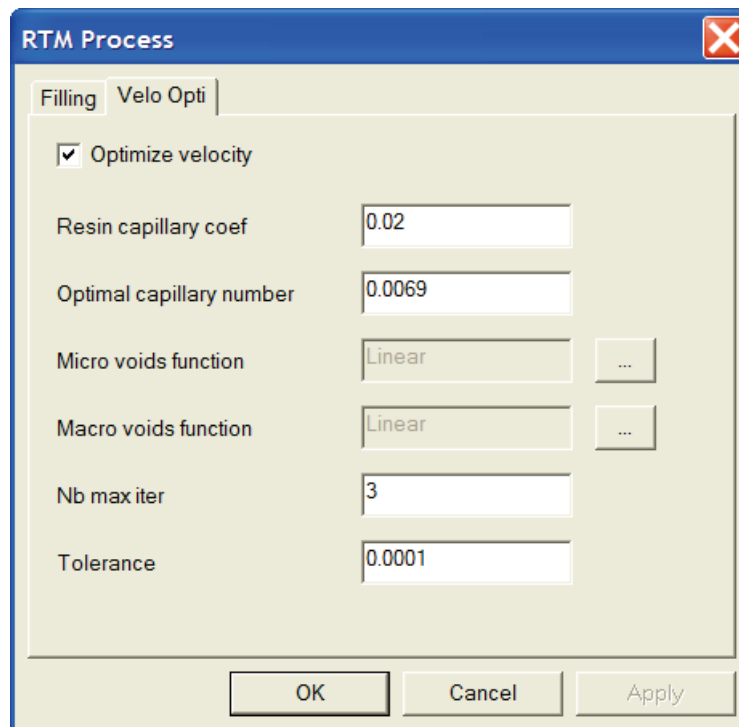 RTM Process
Filling Velo Opti
Optimize velocity
Resin capillary coef 0.02
Optimal capillary number 0.0069
Micro voids function Linear ...
Macro voids function Linear ...
Nb max iter 3
Tolerance 0.0001
OK Cancel Apply